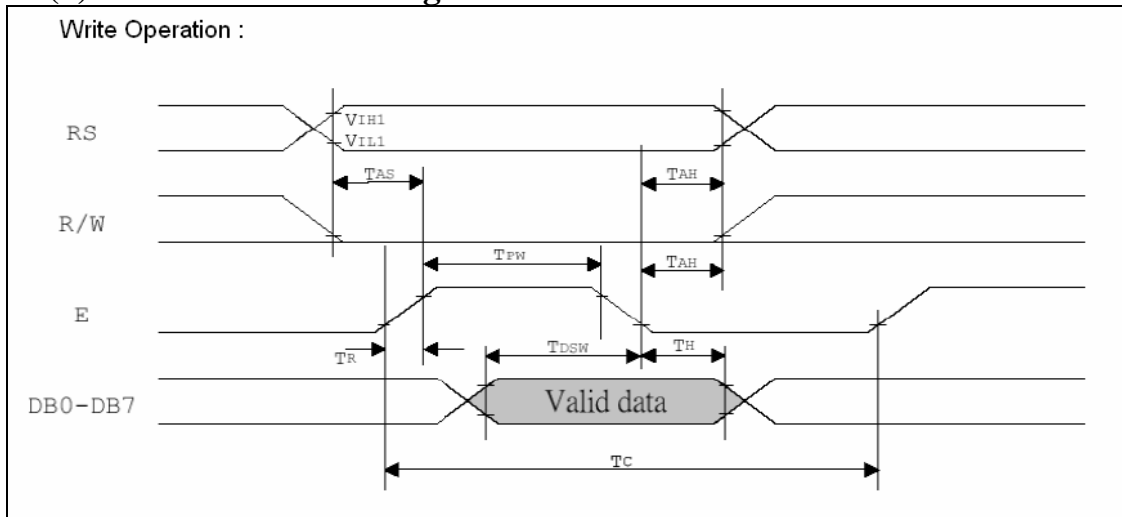 Write Operation :
RS
VIH1
VIL1
TAS
TAH
R/W
TPW
TAH
E
TR
TDSW
TH
DB0-DB7
Valid data
TC